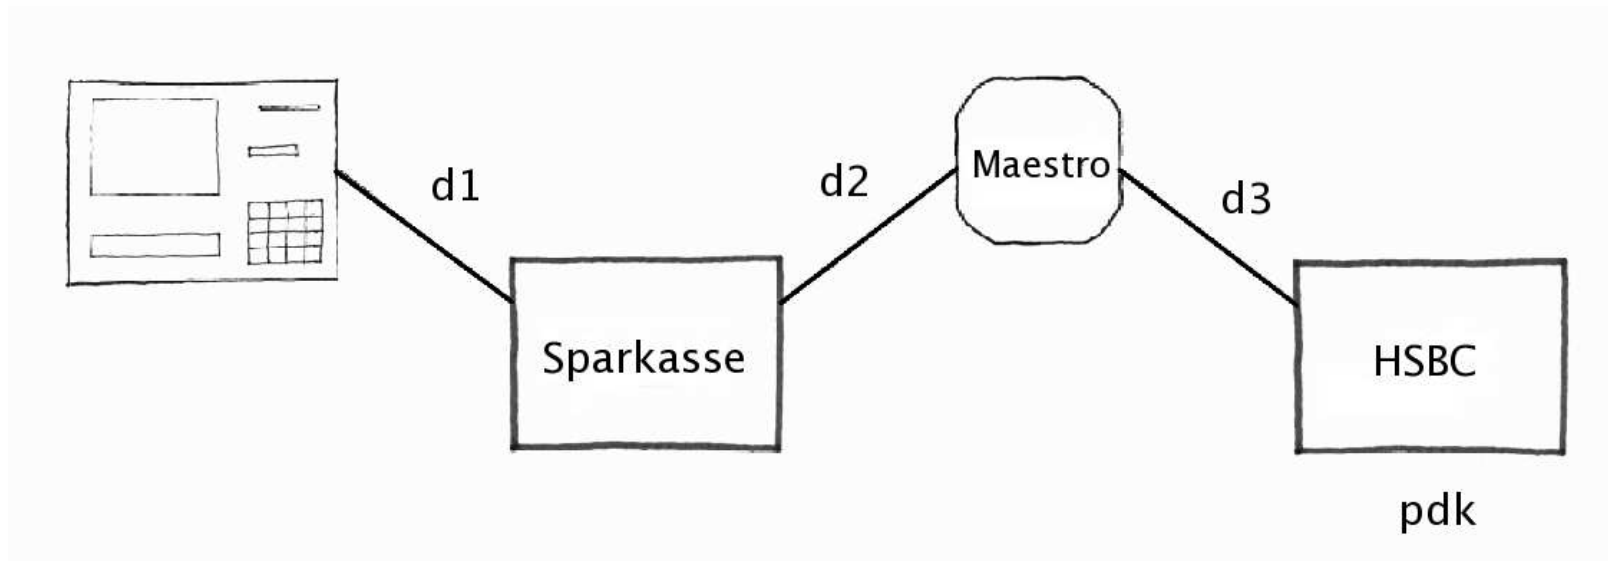 d1
d2
Maestro
d3
Sparkasse
HSBC
pdk